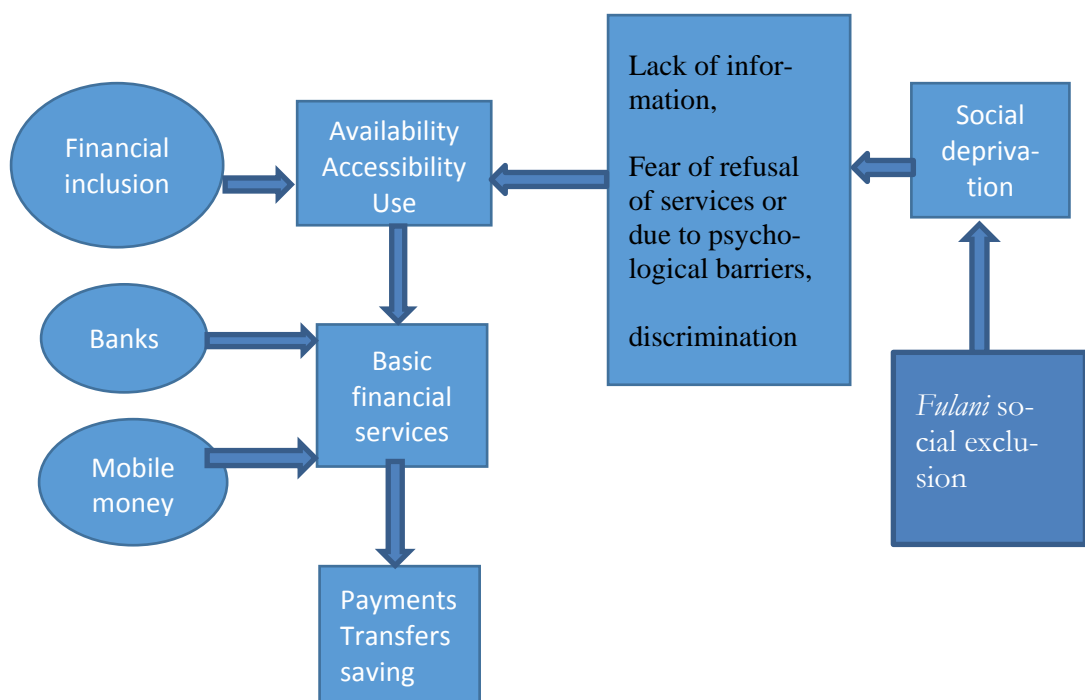 Financial
inclusion
Availability
Accessibility
Use
Lack of infor-
mation,
Fear of refusal
of services or
due to psycho-
logical barriers,
discrimination
Social
depriva-
tion
Banks
Basic
financial
services
Mobile
money
Fulani so-
cial exclu-
sion
Payments
Transfers
saving